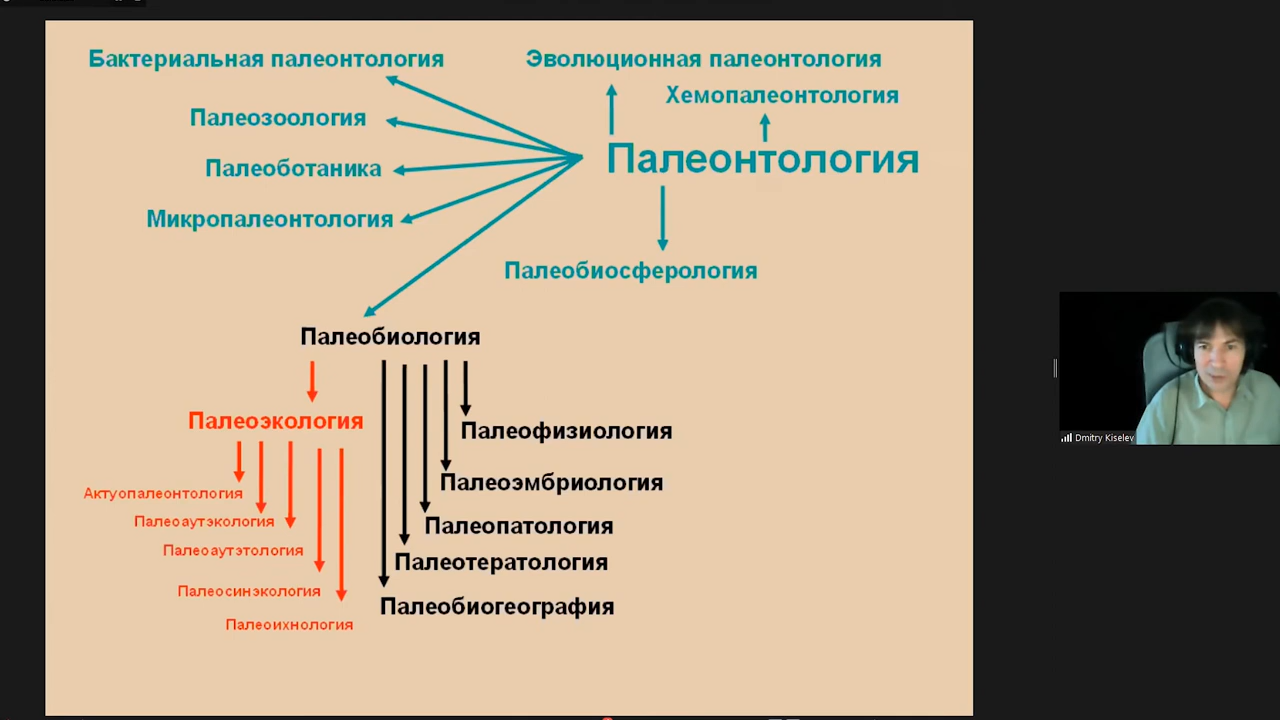 Бактериальная палеонтология
Эволюционная палеонтология
Хемопалеонтология
Палеозоология
Палеонтология
Палеоботаника
Микропалеонтология
Палеобиосферология
Палеобиология
Палеоэкология
Палеофизиология
Палеоэмбриология
Актуопалеонтология
Палеоаутэкология
Палеопатология
Палеоаутэтология
Палеотератология
Палеосинэкология
Палеобиогеография
Палеоихнология
Dmitry Kiselev